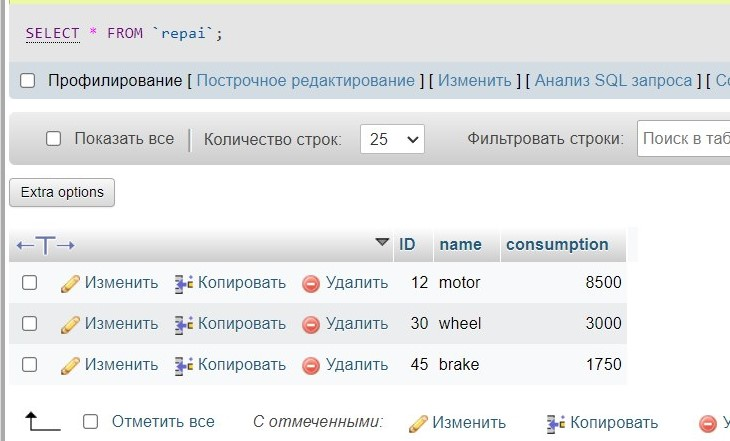 SELECT * FROM `repai`;
Профилирование [ Построчное редактирование ] [ Изменить ] [ Анализ SQL запроса ] [
Показать все Количество строк: 25 Фильтровать строки: Поиск в таб
Extra options
←T→ ID name consumption
Изменить Копировать Удалить 12 motor 8500
Изменить Копировать Удалить 30 wheel 3000
Изменить Копировать Удалить 45 brake 1750
Отметить все С отмеченными: Изменить Копировать